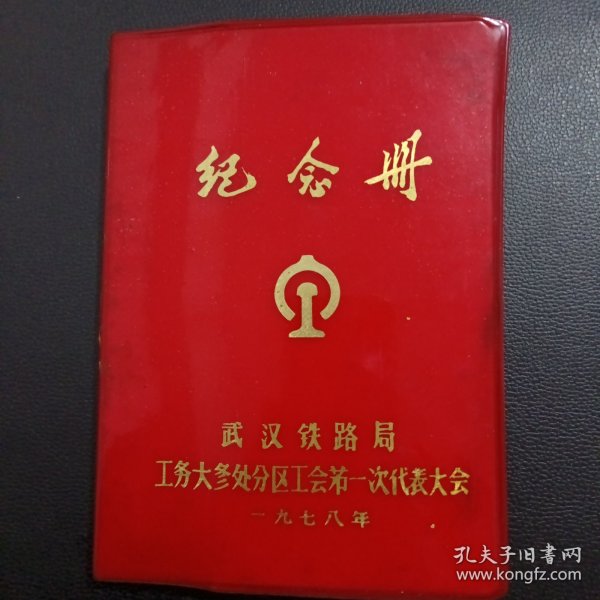 纪念册
武汉铁路局
工务大多处分区工会第一次代表大会
一九七八年
孔夫子旧书网
www.kongfz.com